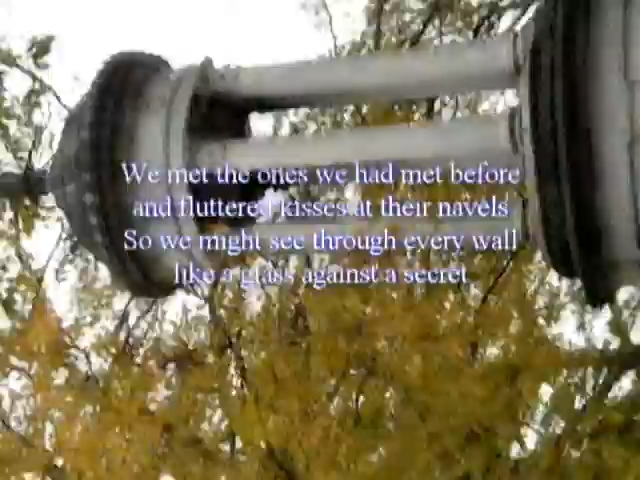 We met the ones we had met before
and fluttered kisses at their navels
So we might see through every wall
like a glass against a secret